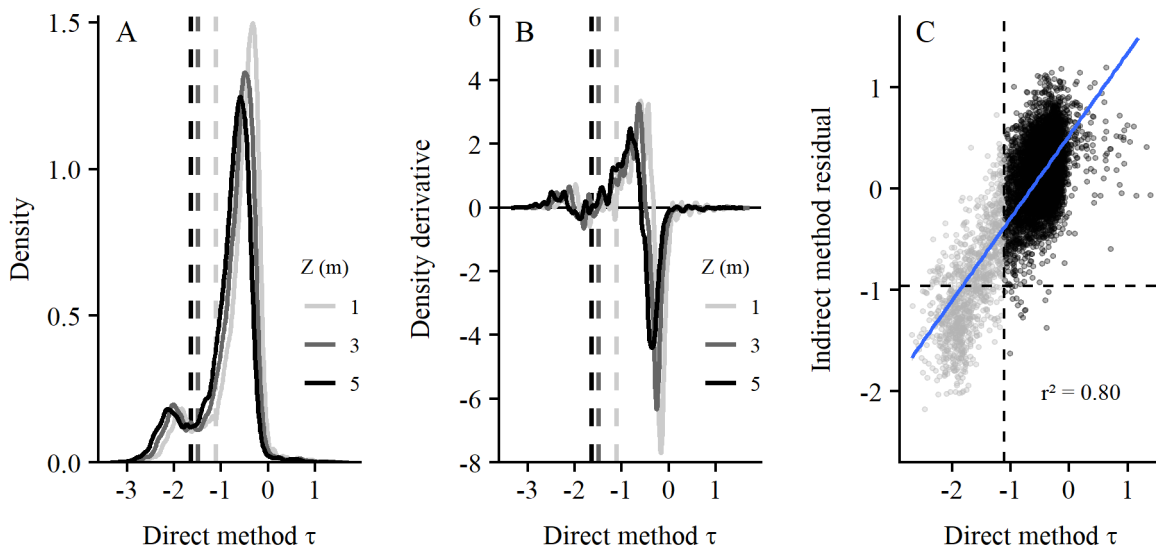 A
1.5
1.0
0.5
0.0
Density
Z (m)
1
3
5
-3 -2 -1 0 1
Direct method τ
B
6
4
2
0
-2
-4
-6
-8
Density derivative
Z (m)
1
3
5
-3 -2 -1 0 1
Direct method τ
C
1
0
-1
-2
Indirect method residual
r² = 0.80
-2 -1 0 1
Direct method τ